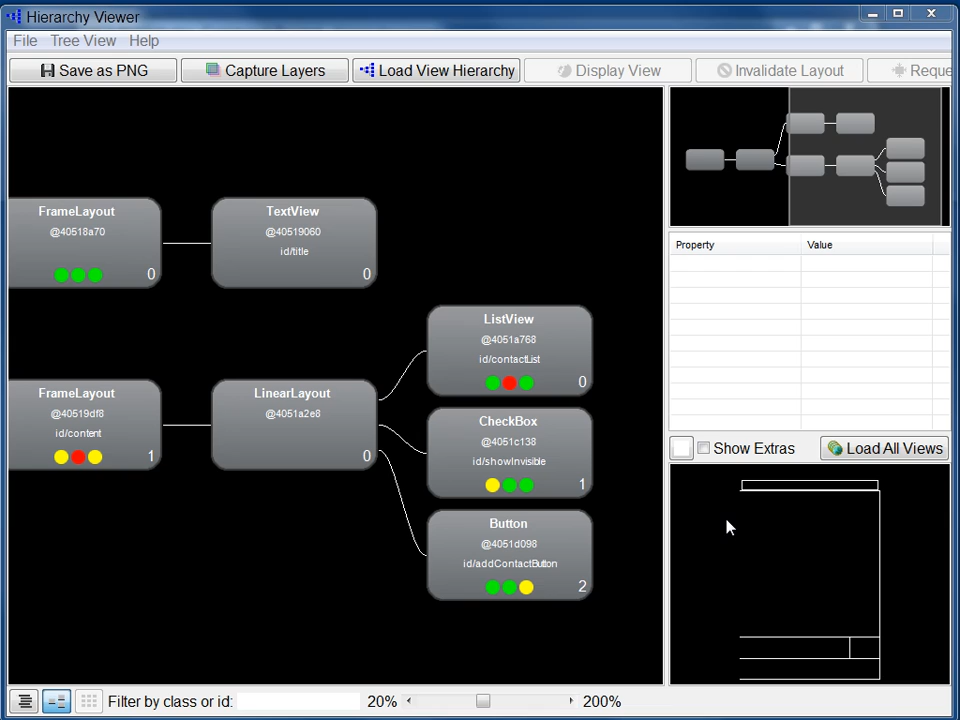 Hierarchy Viewer
File Tree View Help
Save as PNG
Capture Layers
Load View Hierarchy
Display View
Invalidate Layout
Reque
FrameLayout
@40518a70
0
TextView
@40519060
id/title
0
FrameLayout
@40519df8
id/content
1
LinearLayout
@4051a2e8
0
ListView
@4051a768
id/contactList
0
CheckBox
@4051c138
id/showInvisible
1
Button
@4051d098
id/addContactButton
2
Property Value
Show Extras
Load All Views
Filter by class or id:
20%
200%